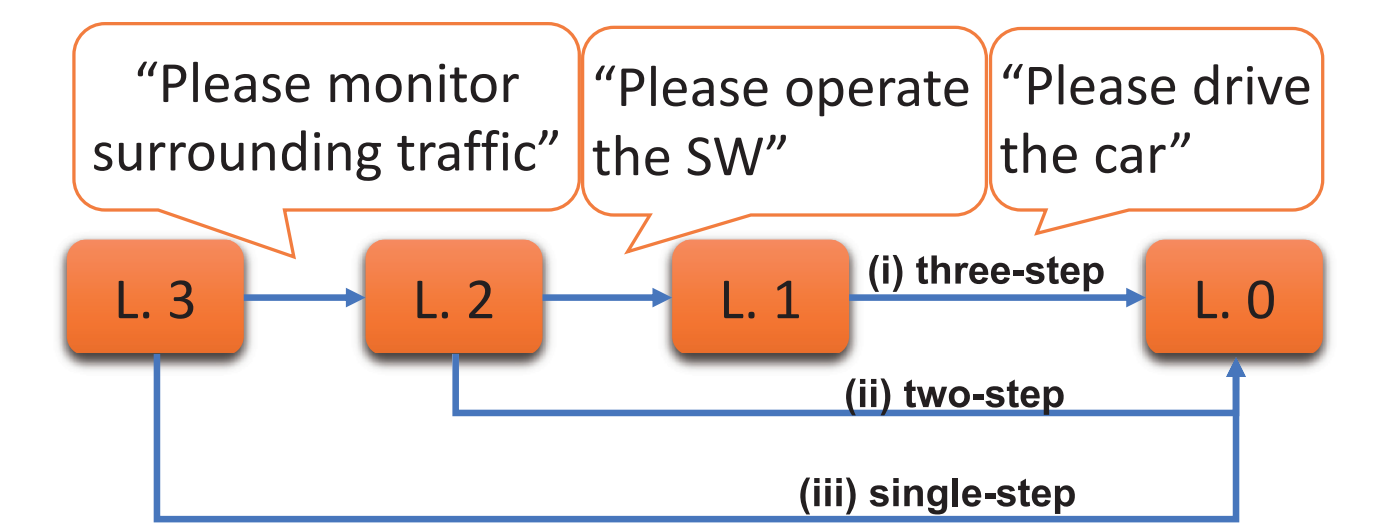 “Please monitor
surrounding traffic”
“Please operate
the SW”
“Please drive
the car”
L. 3
L. 2
L. 1
(i) three-step
L. 0
(ii) two-step
(iii) single-step